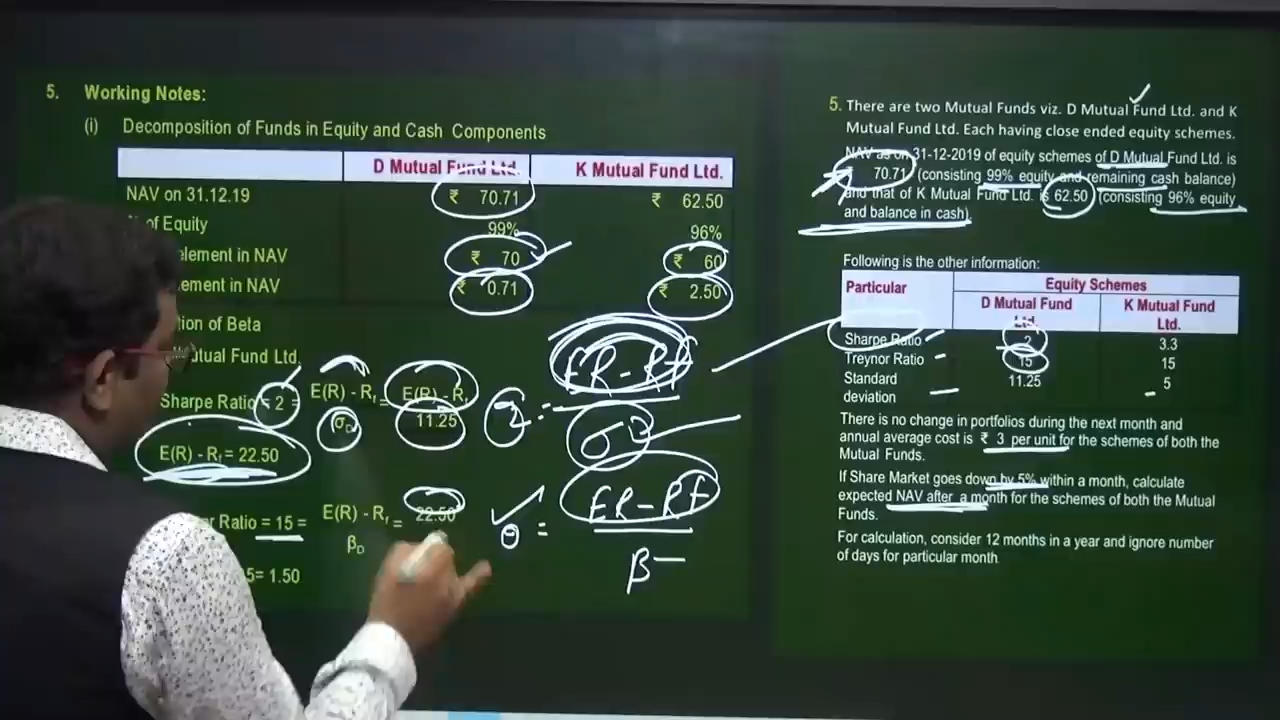 5. Working Notes:
(i) Decomposition of Funds in Equity and Cash Components
D Mutual Fund Ltd. K Mutual Fund Ltd.
NAV on 31.12.19 ₹ 70.71 ₹ 62.50
of Equity 99% 96%
element in NAV ₹ 70 ₹ 60
ement in NAV ₹ 0.71 ₹ 2.50
tion of Beta
utual Fund Ltd.
Sharpe Ratio = 2 = E(R) - Rf / σD = E(R) - Rf / 11.25
E(R) - Rf = 22.50
r Ratio = 15 = E(R) - Rf / βD = 22.50
5= 1.50
2 = ER - Rf / σ
θ = ER - RF / β
5. There are two Mutual Funds viz. D Mutual Fund Ltd. and K
Mutual Fund Ltd. Each having close ended equity schemes.
NAV as on 31-12-2019 of equity schemes of D Mutual Fund Ltd. is
70.71 (consisting 99% equity and remaining cash balance)
and that of K Mutual Fund Ltd. is 62.50 (consisting 96% equity
and balance in cash).
Following is the other information:
Particular Equity Schemes
D Mutual Fund Ltd. K Mutual Fund Ltd.
Sharpe Ratio 2 3.3
Treynor Ratio 15 15
Standard deviation 11.25 5
There is no change in portfolios during the next month and
annual average cost is ₹ 3 per unit for the schemes of both the
Mutual Funds.
If Share Market goes down by 5% within a month, calculate
expected NAV after a month for the schemes of both the Mutual
Funds.
For calculation, consider 12 months in a year and ignore number
of days for particular month